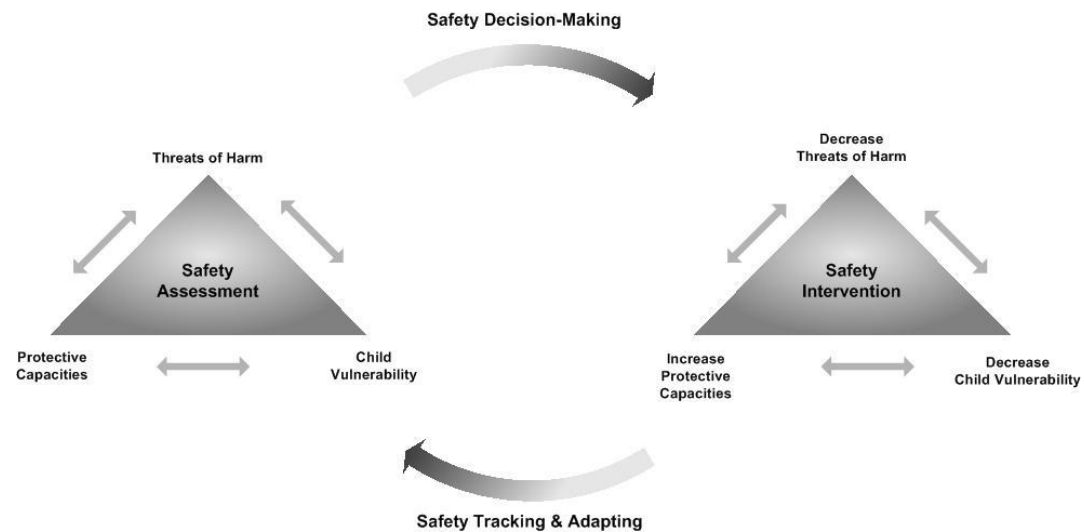 Safety Decision-Making
Threats of Harm
Safety
Assessment
Protective
Capacities
Child
Vulnerability
Decrease
Threats of Harm
Safety
Intervention
Increase
Protective
Capacities
Decrease
Child Vulnerability
Safety Tracking & Adapting